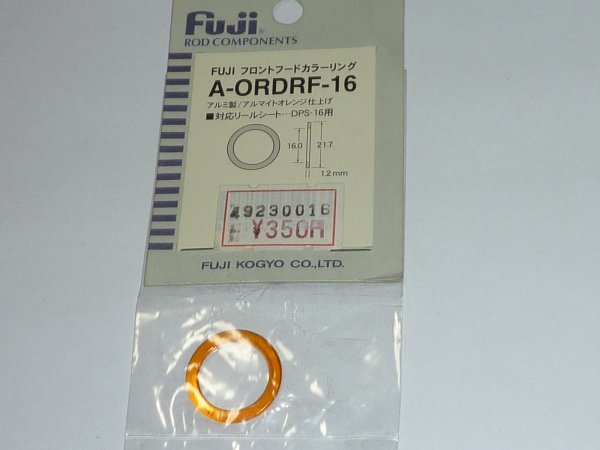 Fuji®
ROD COMPONENTS
FUJI フロントフードカラーリング
A-ORDRF-16
アルミ製/アルマイトオレンジ仕上げ
■対応リールシート…DPS-16用
16.0 21.7
1.2mm
49230016
¥350円
FUJI KOGYO CO.,LTD.